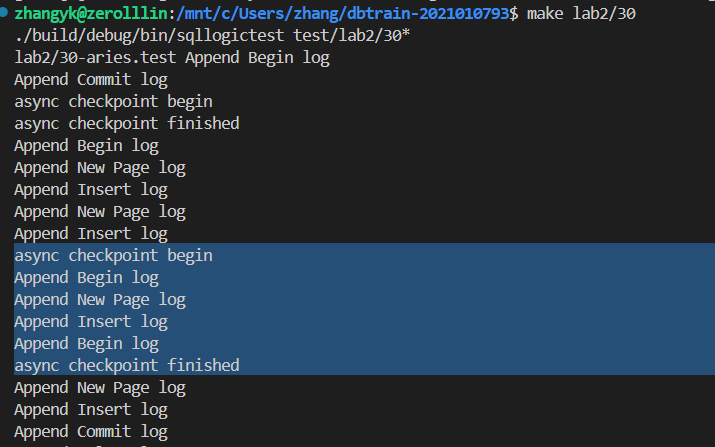 zhangyk@zerolllin:/mnt/c/Users/zhang/dbtrain-2021010793$ make lab2/30
./build/debug/bin/sqllogictest test/lab2/30*
lab2/30-aries.test Append Begin log
Append Commit log
async checkpoint begin
async checkpoint finished
Append Begin log
Append New Page log
Append Insert log
Append New Page log
Append Insert log
async checkpoint begin
Append Begin log
Append New Page log
Append Insert log
Append Begin log
async checkpoint finished
Append New Page log
Append Insert log
Append Commit log